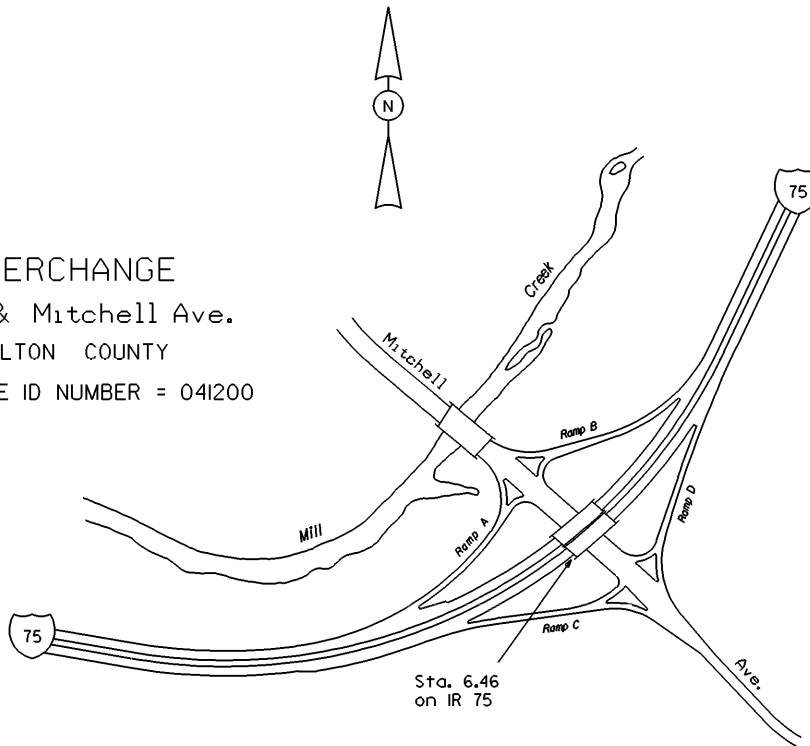 N
75
ERCHANGE
& Mitchell Ave.
LTON COUNTY
E ID NUMBER = 041200
Creek
Mitchell
Ramp B
Ramp D
Mill
Ramp A
75
Ramp C
Ave.
Sta. 6.46
on IR 75